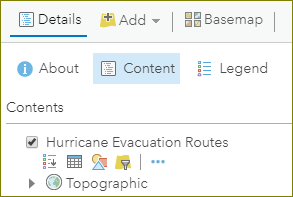 Details Add Basemap
About Content Legend
Contents
Hurricane Evacuation Routes
Topographic